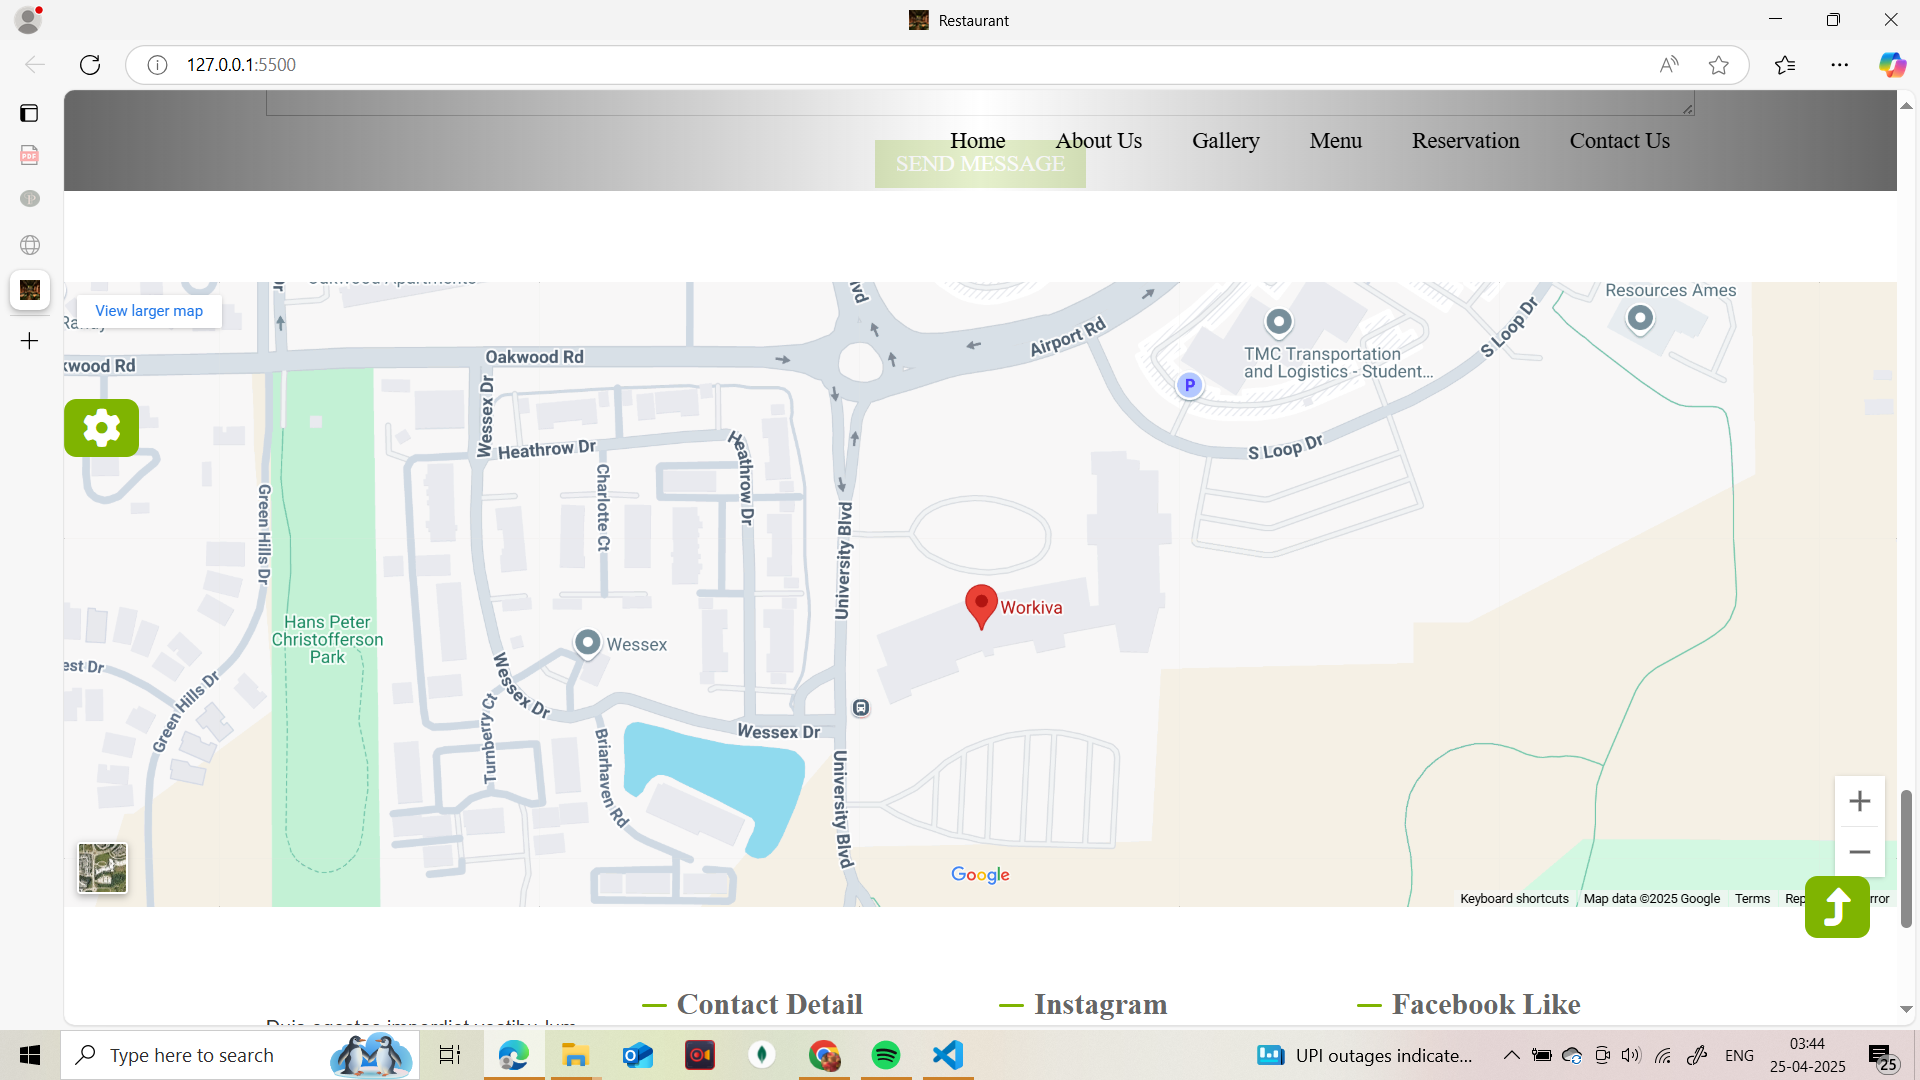 Restaurant
127.0.0.1:5500
Home About Us Gallery Menu Reservation Contact Us
SEND MESSAGE
View larger map
Resources Ames
Oakwood Rd
kwood Rd
Airport Rd
S Loop Dr
TMC Transportation
and Logistics - Student...
P
Wessex Dr
Heathrow Dr
Heathrow Dr
S Loop Dr
Charlotte Ct
Green Hills Dr
University Blvd
Workiva
Hans Peter
Christofferson
Park
Wessex
est Dr
Green Hills Dr
Wessex Dr
Turnberry Ct
Wessex Dr
Briarhaven Rd
University Blvd
Google
Keyboard shortcuts Map data ©2025 Google Terms
Contact Detail Instagram Facebook Like
Type here to search
UPI outages indicate...
ENG
03:44
25-04-2025
25